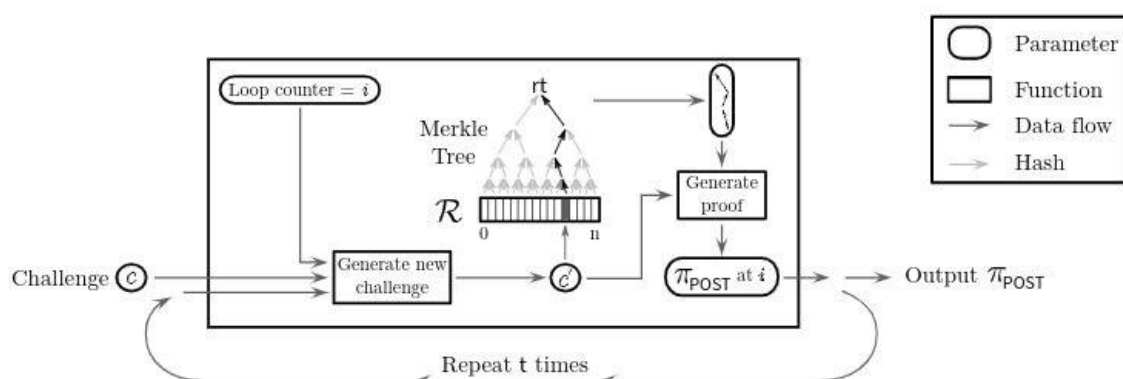 Parameter
Function
Data flow
Hash
Loop counter = i
rt
Merkle
Tree
Generate
proof
R
0 n
Challenge c
Generate new
challenge
c′
π_POST at i
Output π_POST
Repeat t times